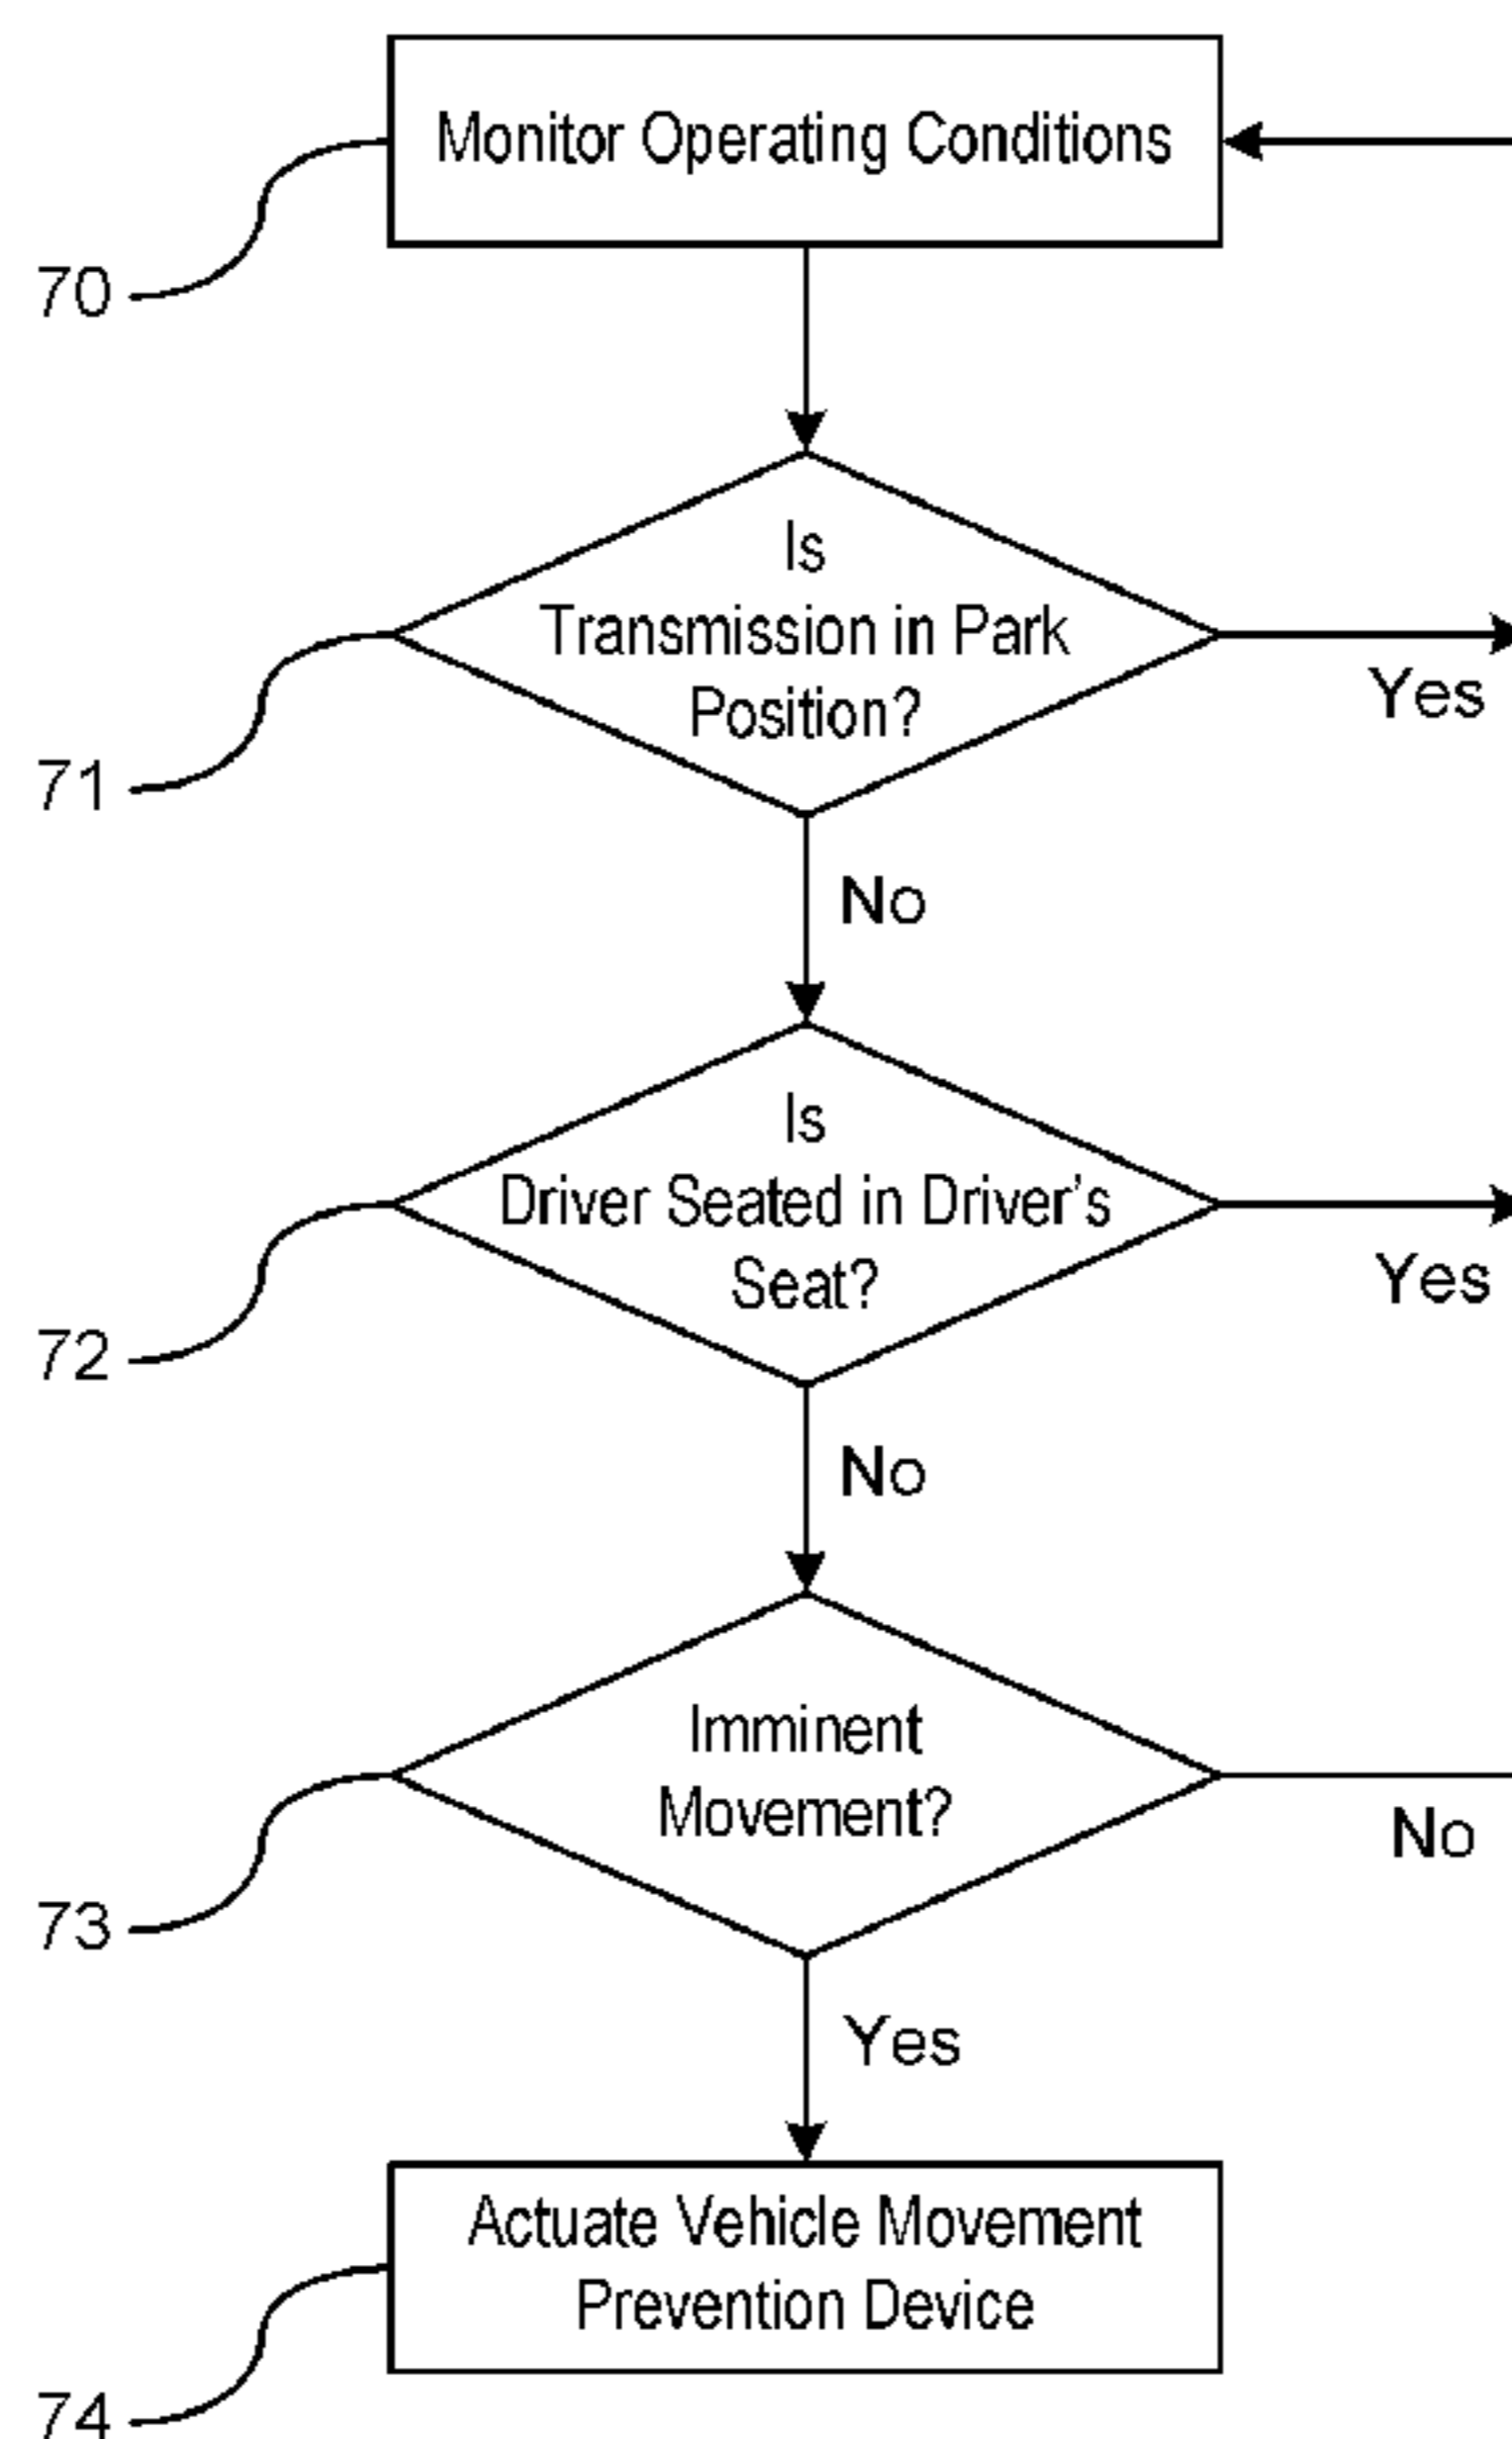 Monitor Operating Conditions
70
Is
Transmission in Park
Position?
Yes
71
No
Is
Driver Seated in Driver's
Seat?
Yes
72
No
Imminent
Movement?
No
73
Yes
Actuate Vehicle Movement
Prevention Device
74